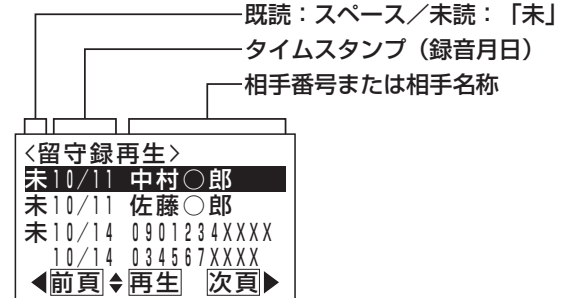 既読：スペース／未読：「未」
タイムスタンプ（録音月日）
相手番号または相手名称
<留守録再生>
未10/11 中村○郎
未10/11 佐藤○郎
未10/14 0901234XXXX
10/14 034567XXXX
◀前頁◆再生 次頁▶